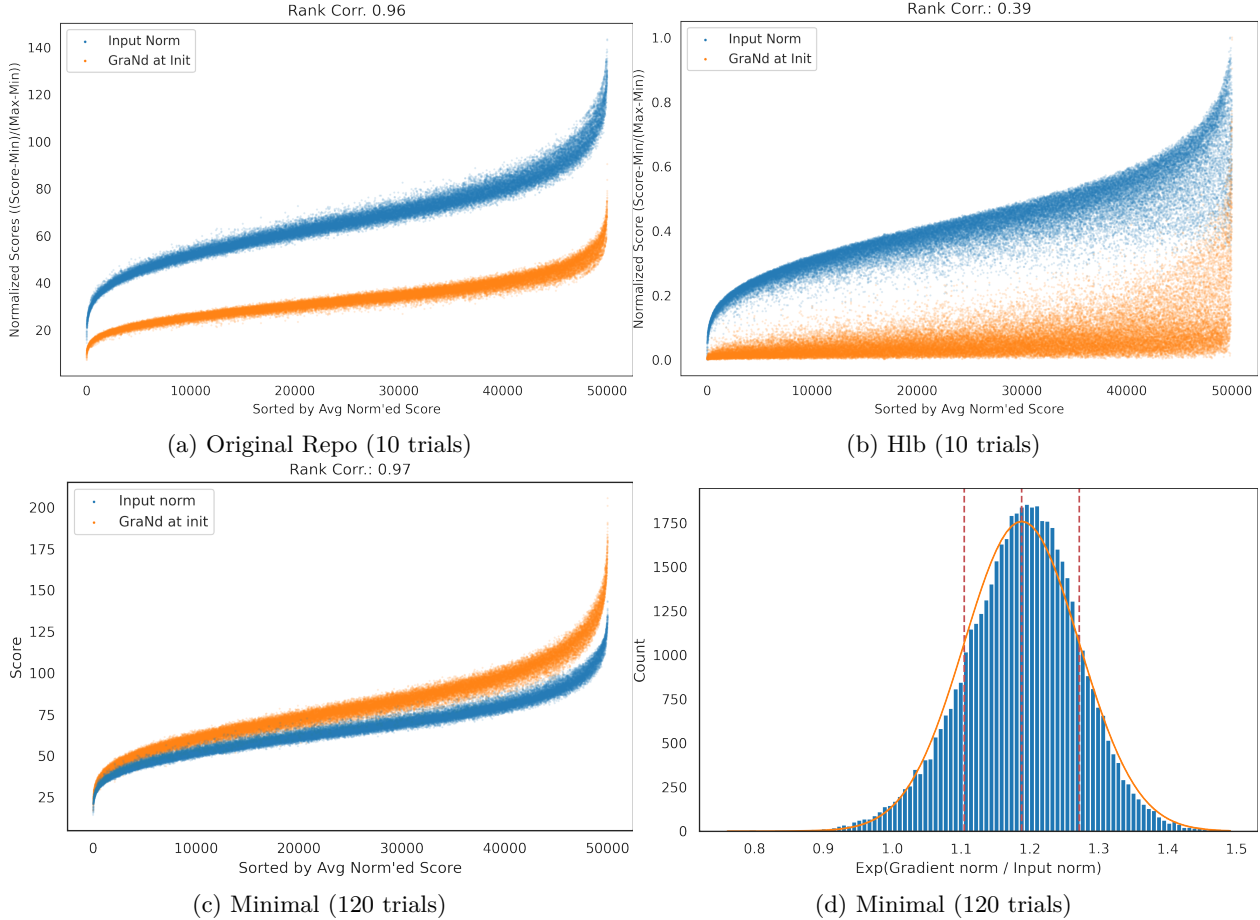 Rank Corr. 0.96
Input Norm
GraNd at Init
Normalized Scores ((Score-Min)/(Max-Min))
140
120
100
80
60
40
20
0 10000 20000 30000 40000 50000
Sorted by Avg Norm'ed Score
(a) Original Repo (10 trials)
Rank Corr.: 0.39
Input Norm
GraNd at Init
Normalized Score (Score-Min/(Max-Min))
1.0
0.8
0.6
0.4
0.2
0.0
0 10000 20000 30000 40000 50000
Sorted by Avg Norm'ed Score
(b) Hlb (10 trials)
Rank Corr.: 0.97
Input norm
GraNd at init
Score
200
175
150
125
100
75
50
25
0 10000 20000 30000 40000 50000
Sorted by Avg Norm'ed Score
(c) Minimal (120 trials)
Count
1750
1500
1250
1000
750
500
250
0
0.8 0.9 1.0 1.1 1.2 1.3 1.4 1.5
Exp(Gradient norm / Input norm)
(d) Minimal (120 trials)